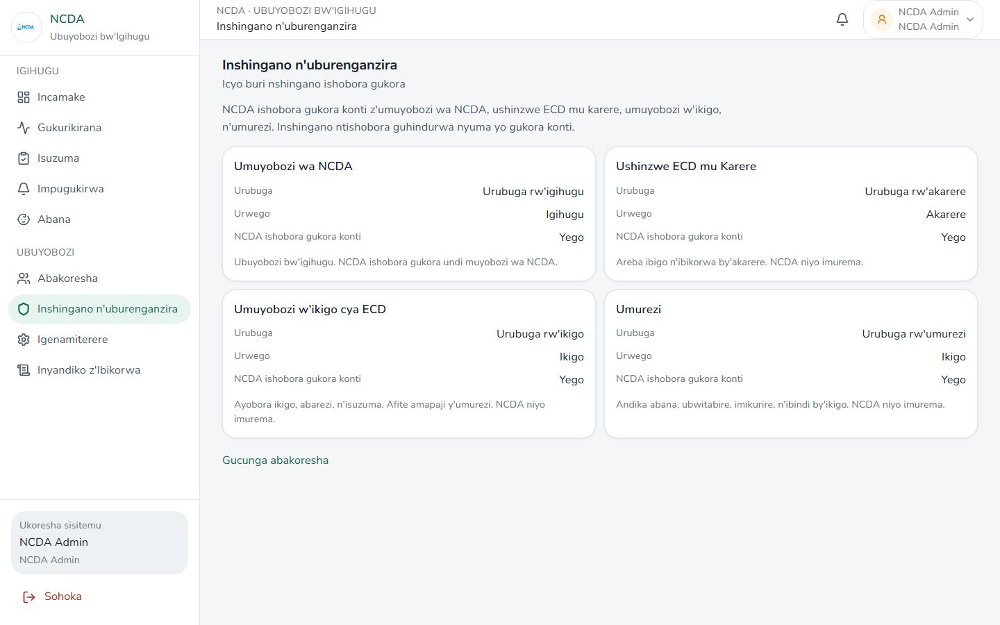 NCDA
NCDA
Ubuyobozi bw'Igihugu
IGIHUGU
Incamake
Gukurikirana
Isuzuma
Impugukirwa
Abana
UBUYOBOZI
Abakoresha
Inshingano n'uburenganzira
Igenamiterere
Inyandiko z'Ibikorwa
Ukoresha sisitemu
NCDA Admin
NCDA Admin
Sohoka
NCDA · UBUYOBOZI BW'IGIHUGU
Inshingano n'uburenganzira
NCDA Admin
NCDA Admin
Inshingano n'uburenganzira
Icyo buri nshingano ishobora gukora
NCDA ishobora gukora konti z'umuyobozi wa NCDA, ushinzwe ECD mu karere, umuyobozi w'ikigo,
n'umurezi. Inshingano ntishobora guhindurwa nyuma yo gukora konti.
Umuyobozi wa NCDA
Urubuga Urubuga rw'igihugu
Urwego Igihugu
NCDA ishobora gukora konti Yego
Ubuyobozi bw'igihugu. NCDA ishobora gukora undi muyobozi wa NCDA.
Ushinzwe ECD mu Karere
Urubuga Urubuga rw'akarere
Urwego Akarere
NCDA ishobora gukora konti Yego
Areba ibigo n'ibikorwa by'akarere. NCDA niyo imurema.
Umuyobozi w'ikigo cya ECD
Urubuga Urubuga rw'ikigo
Urwego Ikigo
NCDA ishobora gukora konti Yego
Ayobora ikigo, abarezi, n'isuzuma. Afite amapaji y'umurezi. NCDA niyo
imurema.
Umurezi
Urubuga Urubuga rw'umurezi
Urwego Ikigo
NCDA ishobora gukora konti Yego
Andika abana, ubwitabire, imikurire, n'ibindi by'ikigo. NCDA niyo imurema.
Gucunga abakoresha